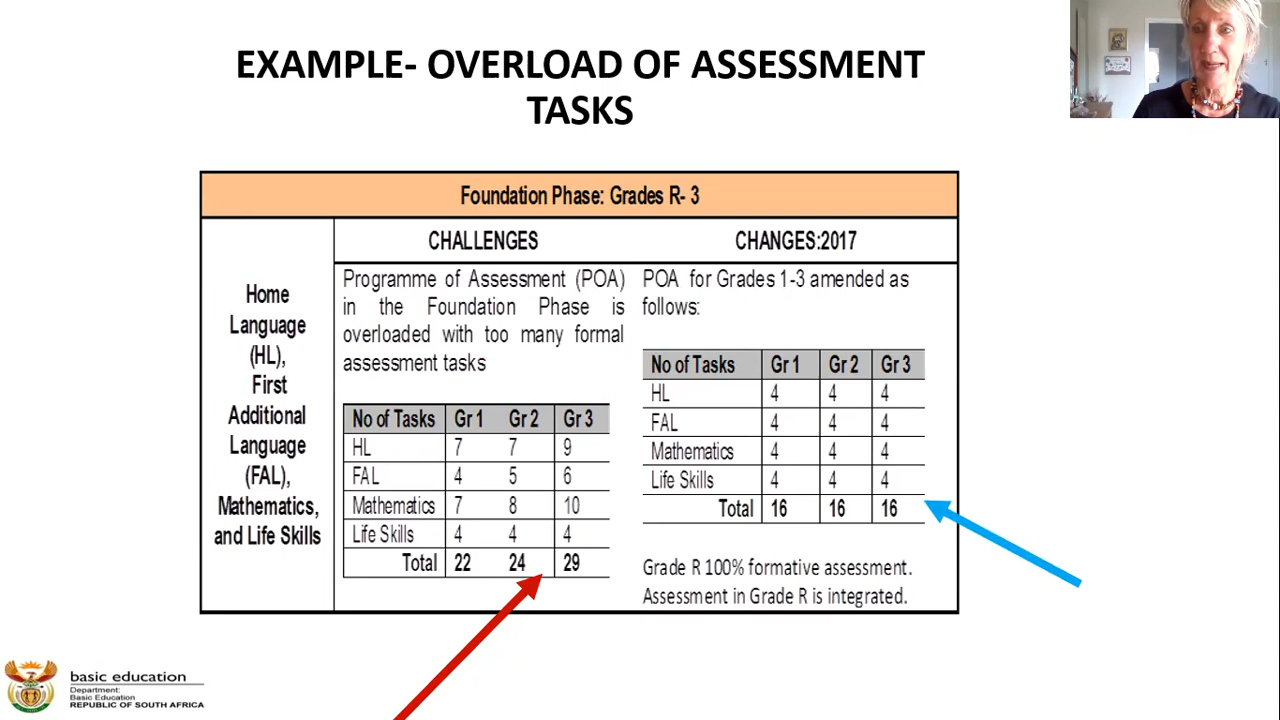 EXAMPLE- OVERLOAD OF ASSESSMENT
TASKS
Foundation Phase: Grades R- 3
CHALLENGES
CHANGES:2017
Home
Language
(HL),
First
Additional
Language
(FAL),
Mathematics,
and Life Skills
Programme of Assessment (POA)
in the Foundation Phase is
overloaded with too many formal
assessment tasks
No of Tasks Gr 1 Gr 2 Gr 3
HL 7 7 9
FAL 4 5 6
Mathematics 7 8 10
Life Skills 4 4 4
Total 22 24 29
POA for Grades 1-3 amended as
follows:
No of Tasks Gr 1 Gr 2 Gr 3
HL 4 4 4
FAL 4 4 4
Mathematics 4 4 4
Life Skills 4 4 4
Total 16 16 16
Grade R 100% formative assessment.
Assessment in Grade R is integrated.
basic education
Department:
Basic Education
REPUBLIC OF SOUTH AFRICA